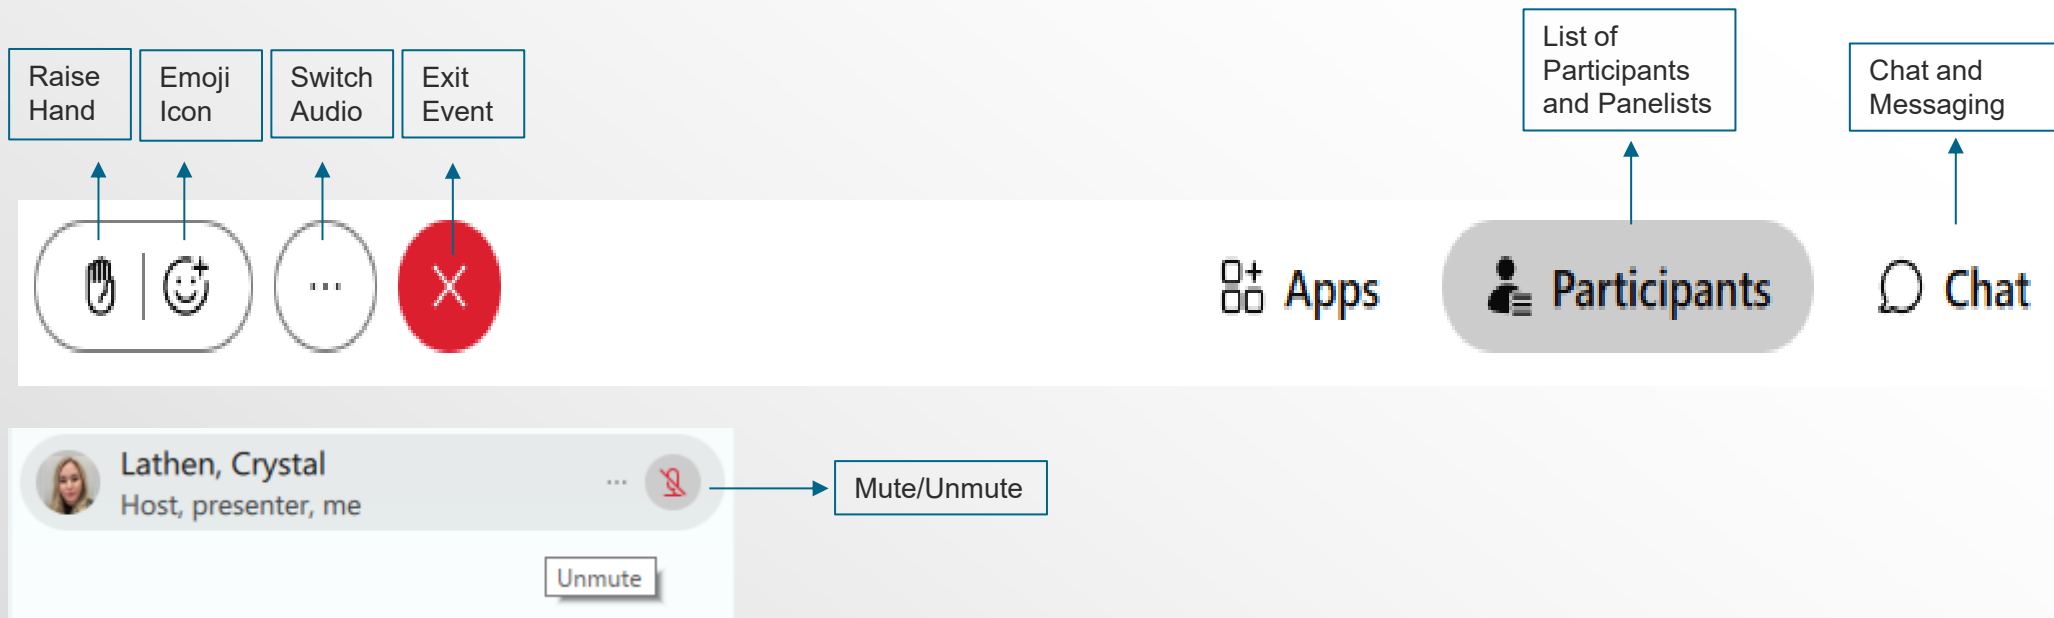 Raise
Hand
Emoji
Icon
Switch
Audio
Exit
Event
List of
Participants
and Panelists
Chat and
Messaging
Apps
Participants
Chat
Lathen, Crystal
Host, presenter, me
Mute/Unmute
Unmute